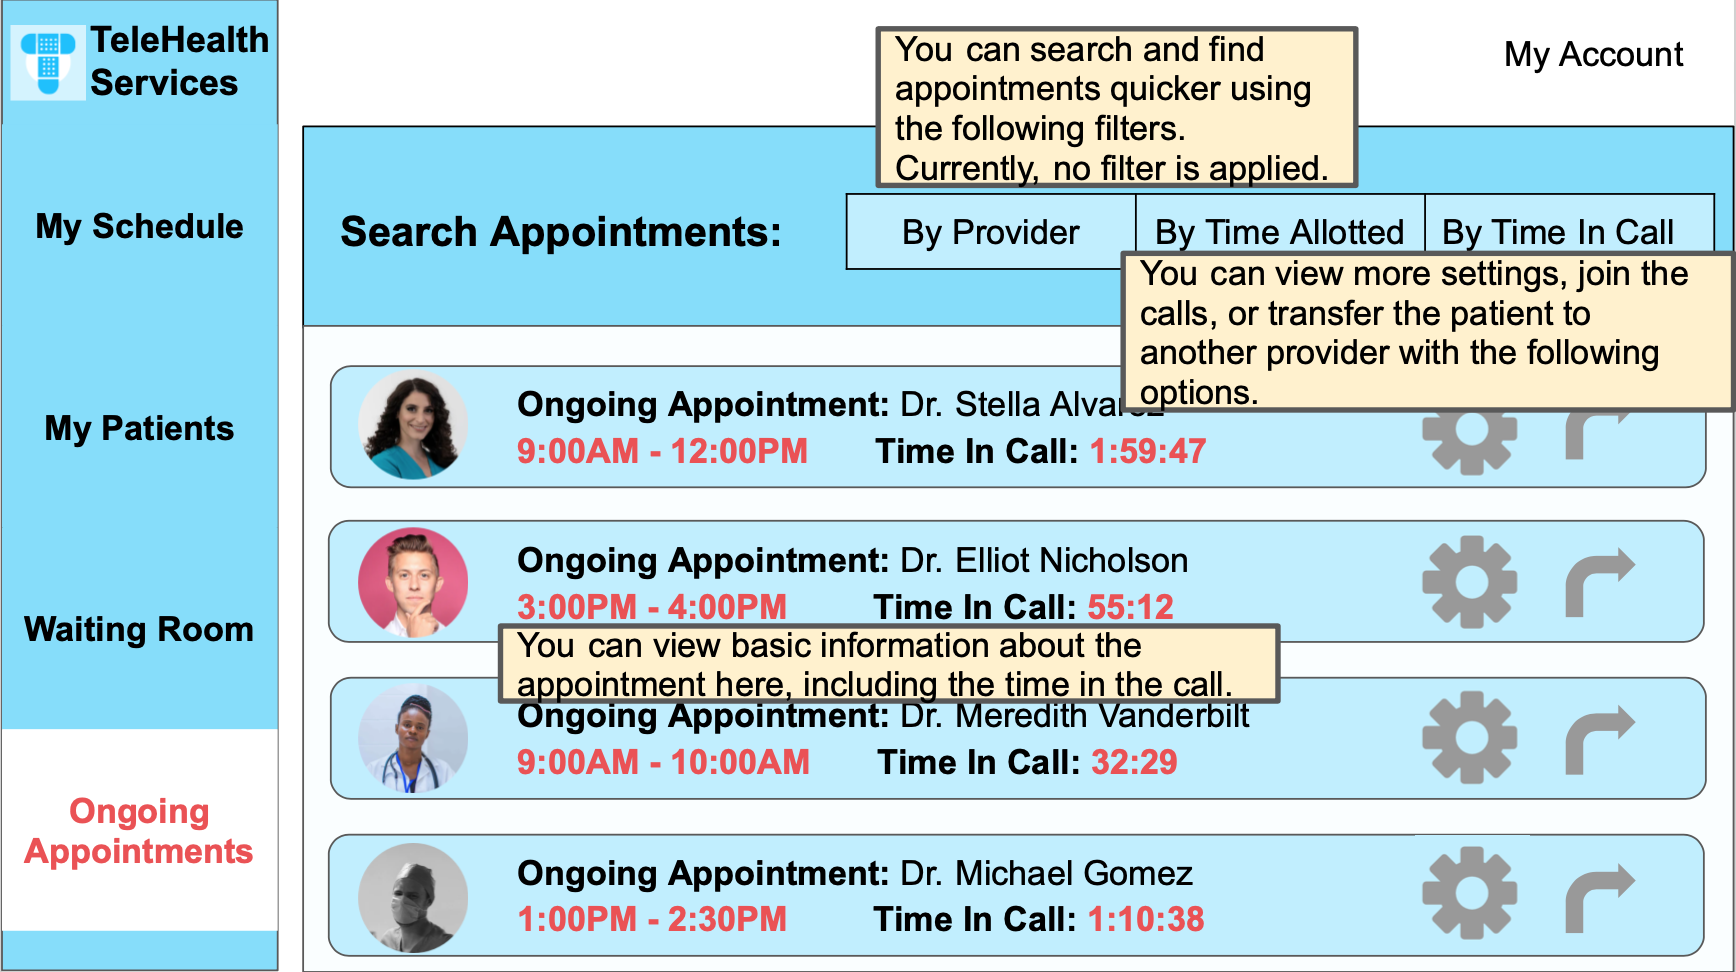 TeleHealth
Services
My Account
You can search and find
appointments quicker using
the following filters.
Currently, no filter is applied.
My Schedule
Search Appointments:
By Provider
By Time Allotted
By Time In Call
You can view more settings, join the
calls, or transfer the patient to
another provider with the following
options.
My Patients
Ongoing Appointment: Dr. Stella Alvarez
9:00AM - 12:00PM
Time In Call: 1:59:47
Ongoing Appointment: Dr. Elliot Nicholson
3:00PM - 4:00PM
Time In Call: 55:12
Waiting Room
You can view basic information about the
appointment here, including the time in the call.
Ongoing Appointment: Dr. Meredith Vanderbilt
9:00AM - 10:00AM
Time In Call: 32:29
Ongoing
Appointments
Ongoing Appointment: Dr. Michael Gomez
1:00PM - 2:30PM
Time In Call: 1:10:38